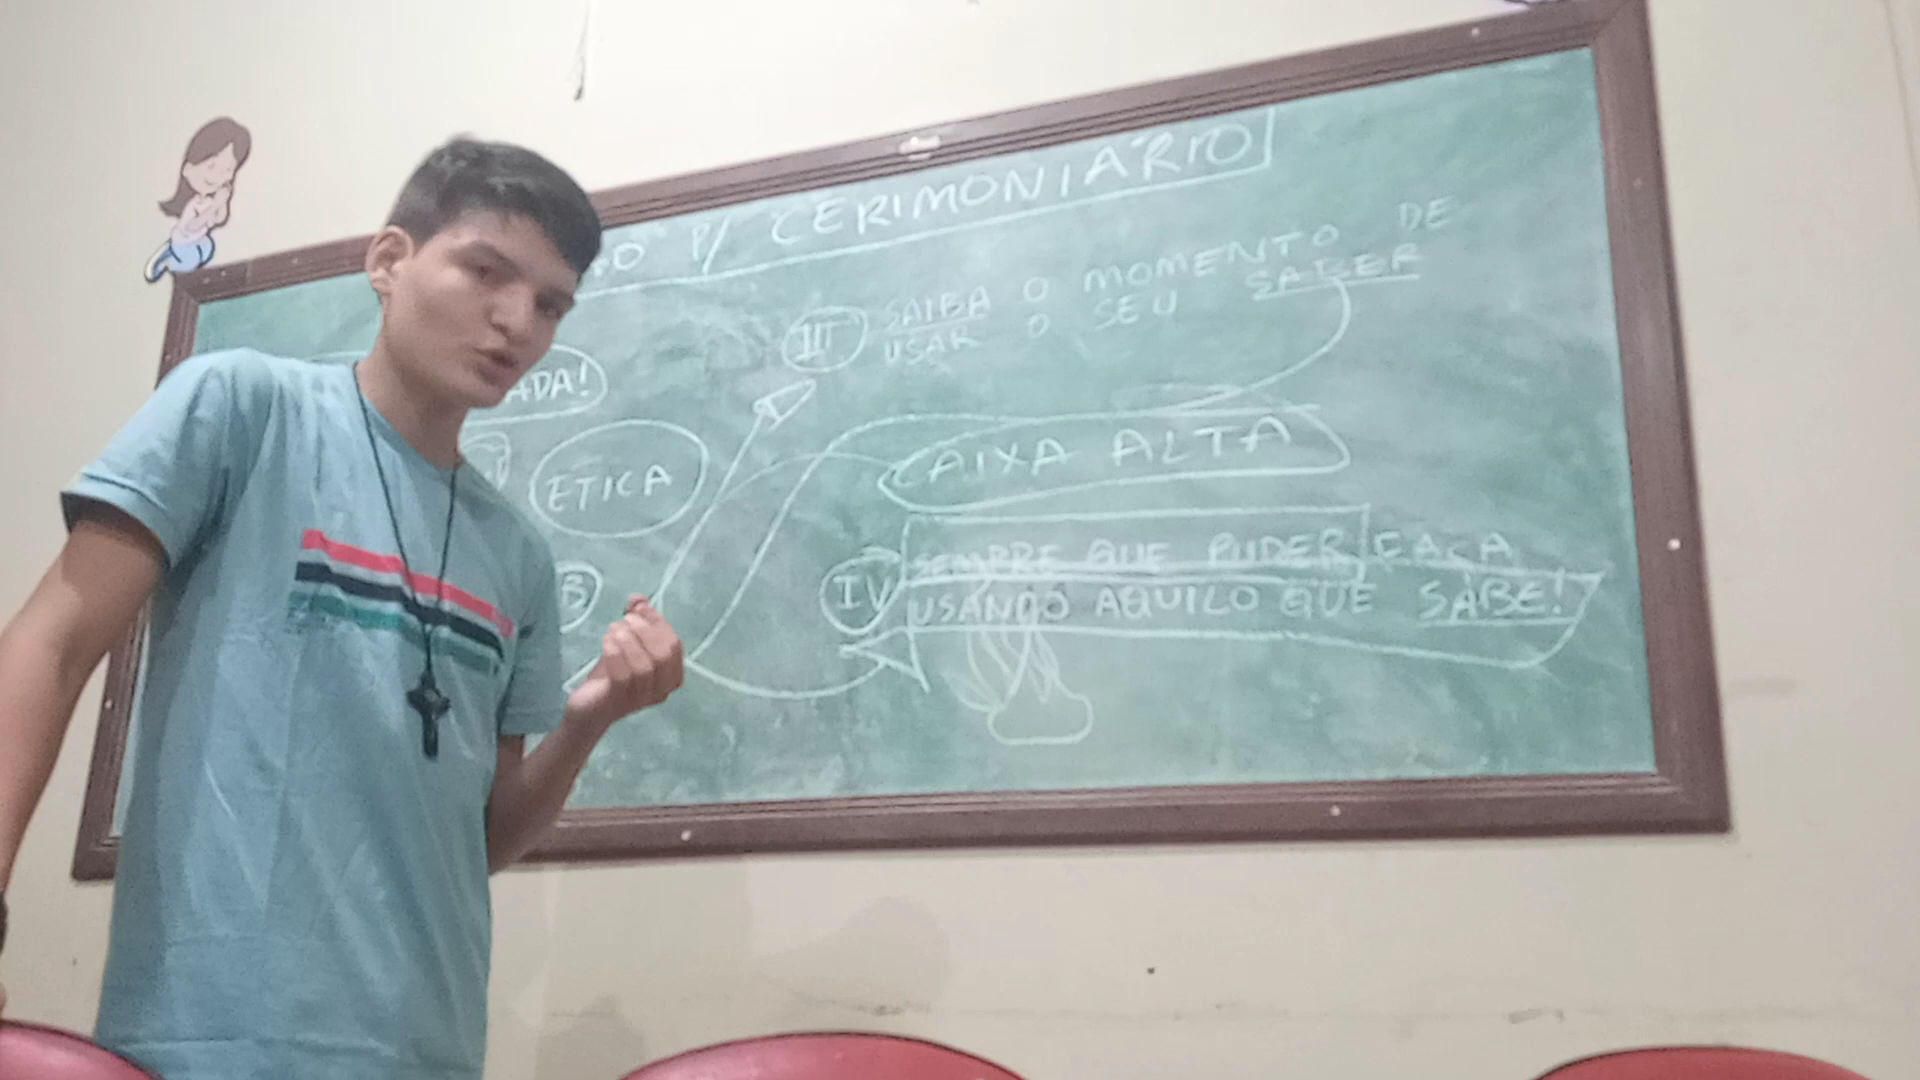 P/ CERIMONIÁRIO
III SAIBA O MOMENTO DE
USAR O SEU SABER
ADA!
ETICA
CAIXA ALTA
B
IV SEMPRE QUE PUDER FAÇA
USANDO AQUILO QUE SABE!